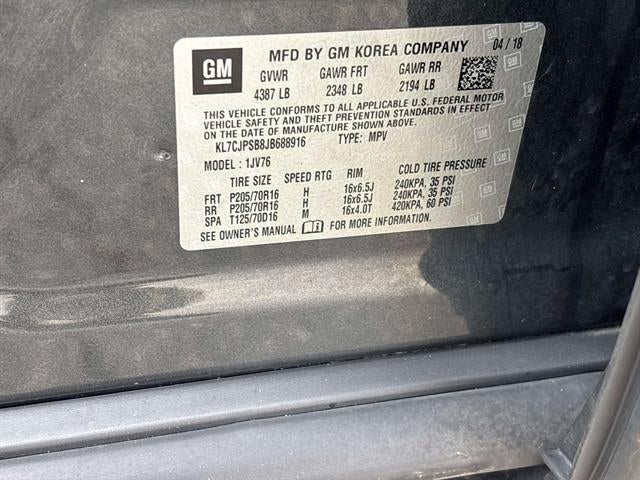 GM MFD BY GM KOREA COMPANY 04 / 18
GVWR GAWR FRT GAWR RR
4387 LB 2348 LB 2194 LB
THIS VEHICLE CONFORMS TO ALL APPLICABLE U.S. FEDERAL MOTOR
VEHICLE SAFETY AND THEFT PREVENTION STANDARDS IN EFFECT
ON THE DATE OF MANUFACTURE SHOWN ABOVE.
KL7CJPSB8JB688916 TYPE: MPV
MODEL : 1JV76
TIRE SIZE SPEED RTG RIM COLD TIRE PRESSURE
FRT P205/70R16 H 16x6.5J 240KPA, 35 PSI
RR P205/70R16 H 16x6.5J 240KPA, 35 PSI
SPA T125/70D16 M 16x4.0T 420KPA, 60 PSI
SEE OWNER'S MANUAL FOR MORE INFORMATION.